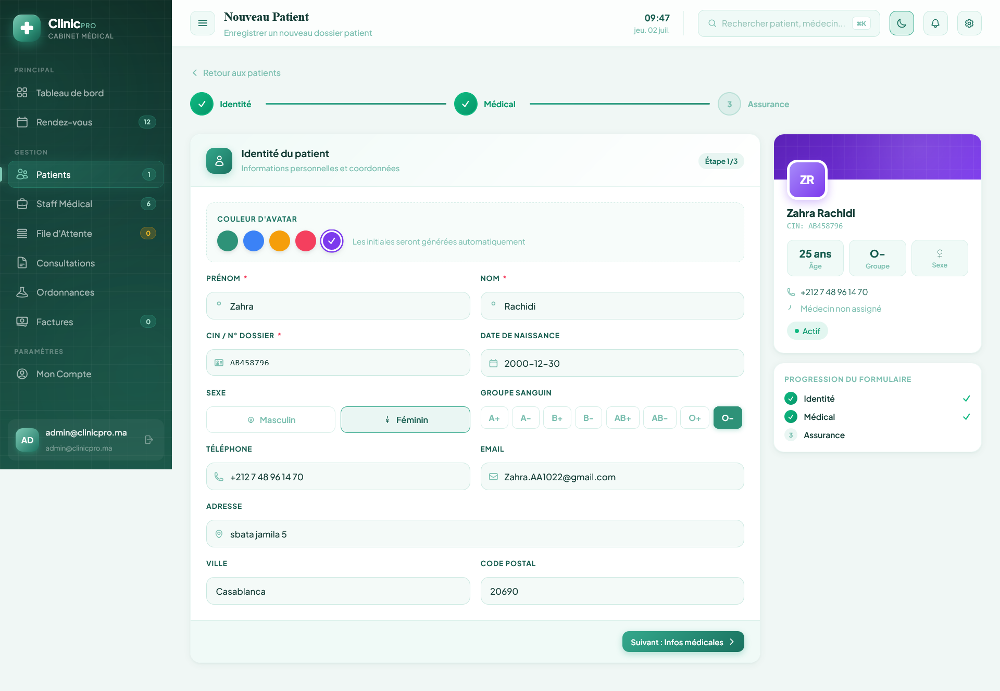 ClinicPRO
CABINET MÉDICAL
PRINCIPAL
Tableau de bord
Rendez-vous 12
GESTION
Patients 1
Staff Médical 6
File d'Attente 0
Consultations
Ordonnances
Factures 0
PARAMÈTRES
Mon Compte
AD
admin@clinicpro.ma
admin@clinicpro.ma
Nouveau Patient
Enregistrer un nouveau dossier patient
09:47
jeu. 02 juil.
Rechercher patient, médecin... ⌘K
Retour aux patients
Identité
Médical
3 Assurance
Identité du patient
Informations personnelles et coordonnées
Étape 1/3
COULEUR D'AVATAR
Les initiales seront générées automatiquement
PRÉNOM * NOM *
Zahra Rachidi
CIN / N° DOSSIER * DATE DE NAISSANCE
AB458796 2000-12-30
SEXE GROUPE SANGUIN
Masculin Féminin A+ A- B+ B- AB+ AB- O+ O-
TÉLÉPHONE EMAIL
+212 7 48 96 14 70 Zahra.AA1022@gmail.com
ADRESSE
sbata jamila 5
VILLE CODE POSTAL
Casablanca 20690
Suivant : Infos médicales
ZR
Zahra Rachidi
CIN: AB458796
25 ans O- ♀
Âge Groupe Sexe
+212 7 48 96 14 70
Médecin non assigné
Actif
PROGRESSION DU FORMULAIRE
Identité
Médical
3 Assurance